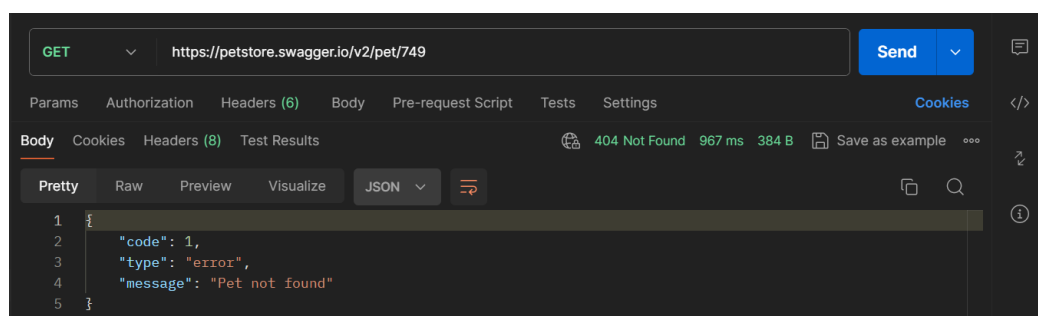 GET https://petstore.swagger.io/v2/pet/749 Send
Params Authorization Headers (6) Body Pre-request Script Tests Settings Cookies
Body Cookies Headers (8) Test Results 404 Not Found 967 ms 384 B Save as example
Pretty Raw Preview Visualize JSON
1 {
2 "code": 1,
3 "type": "error",
4 "message": "Pet not found"
5 }